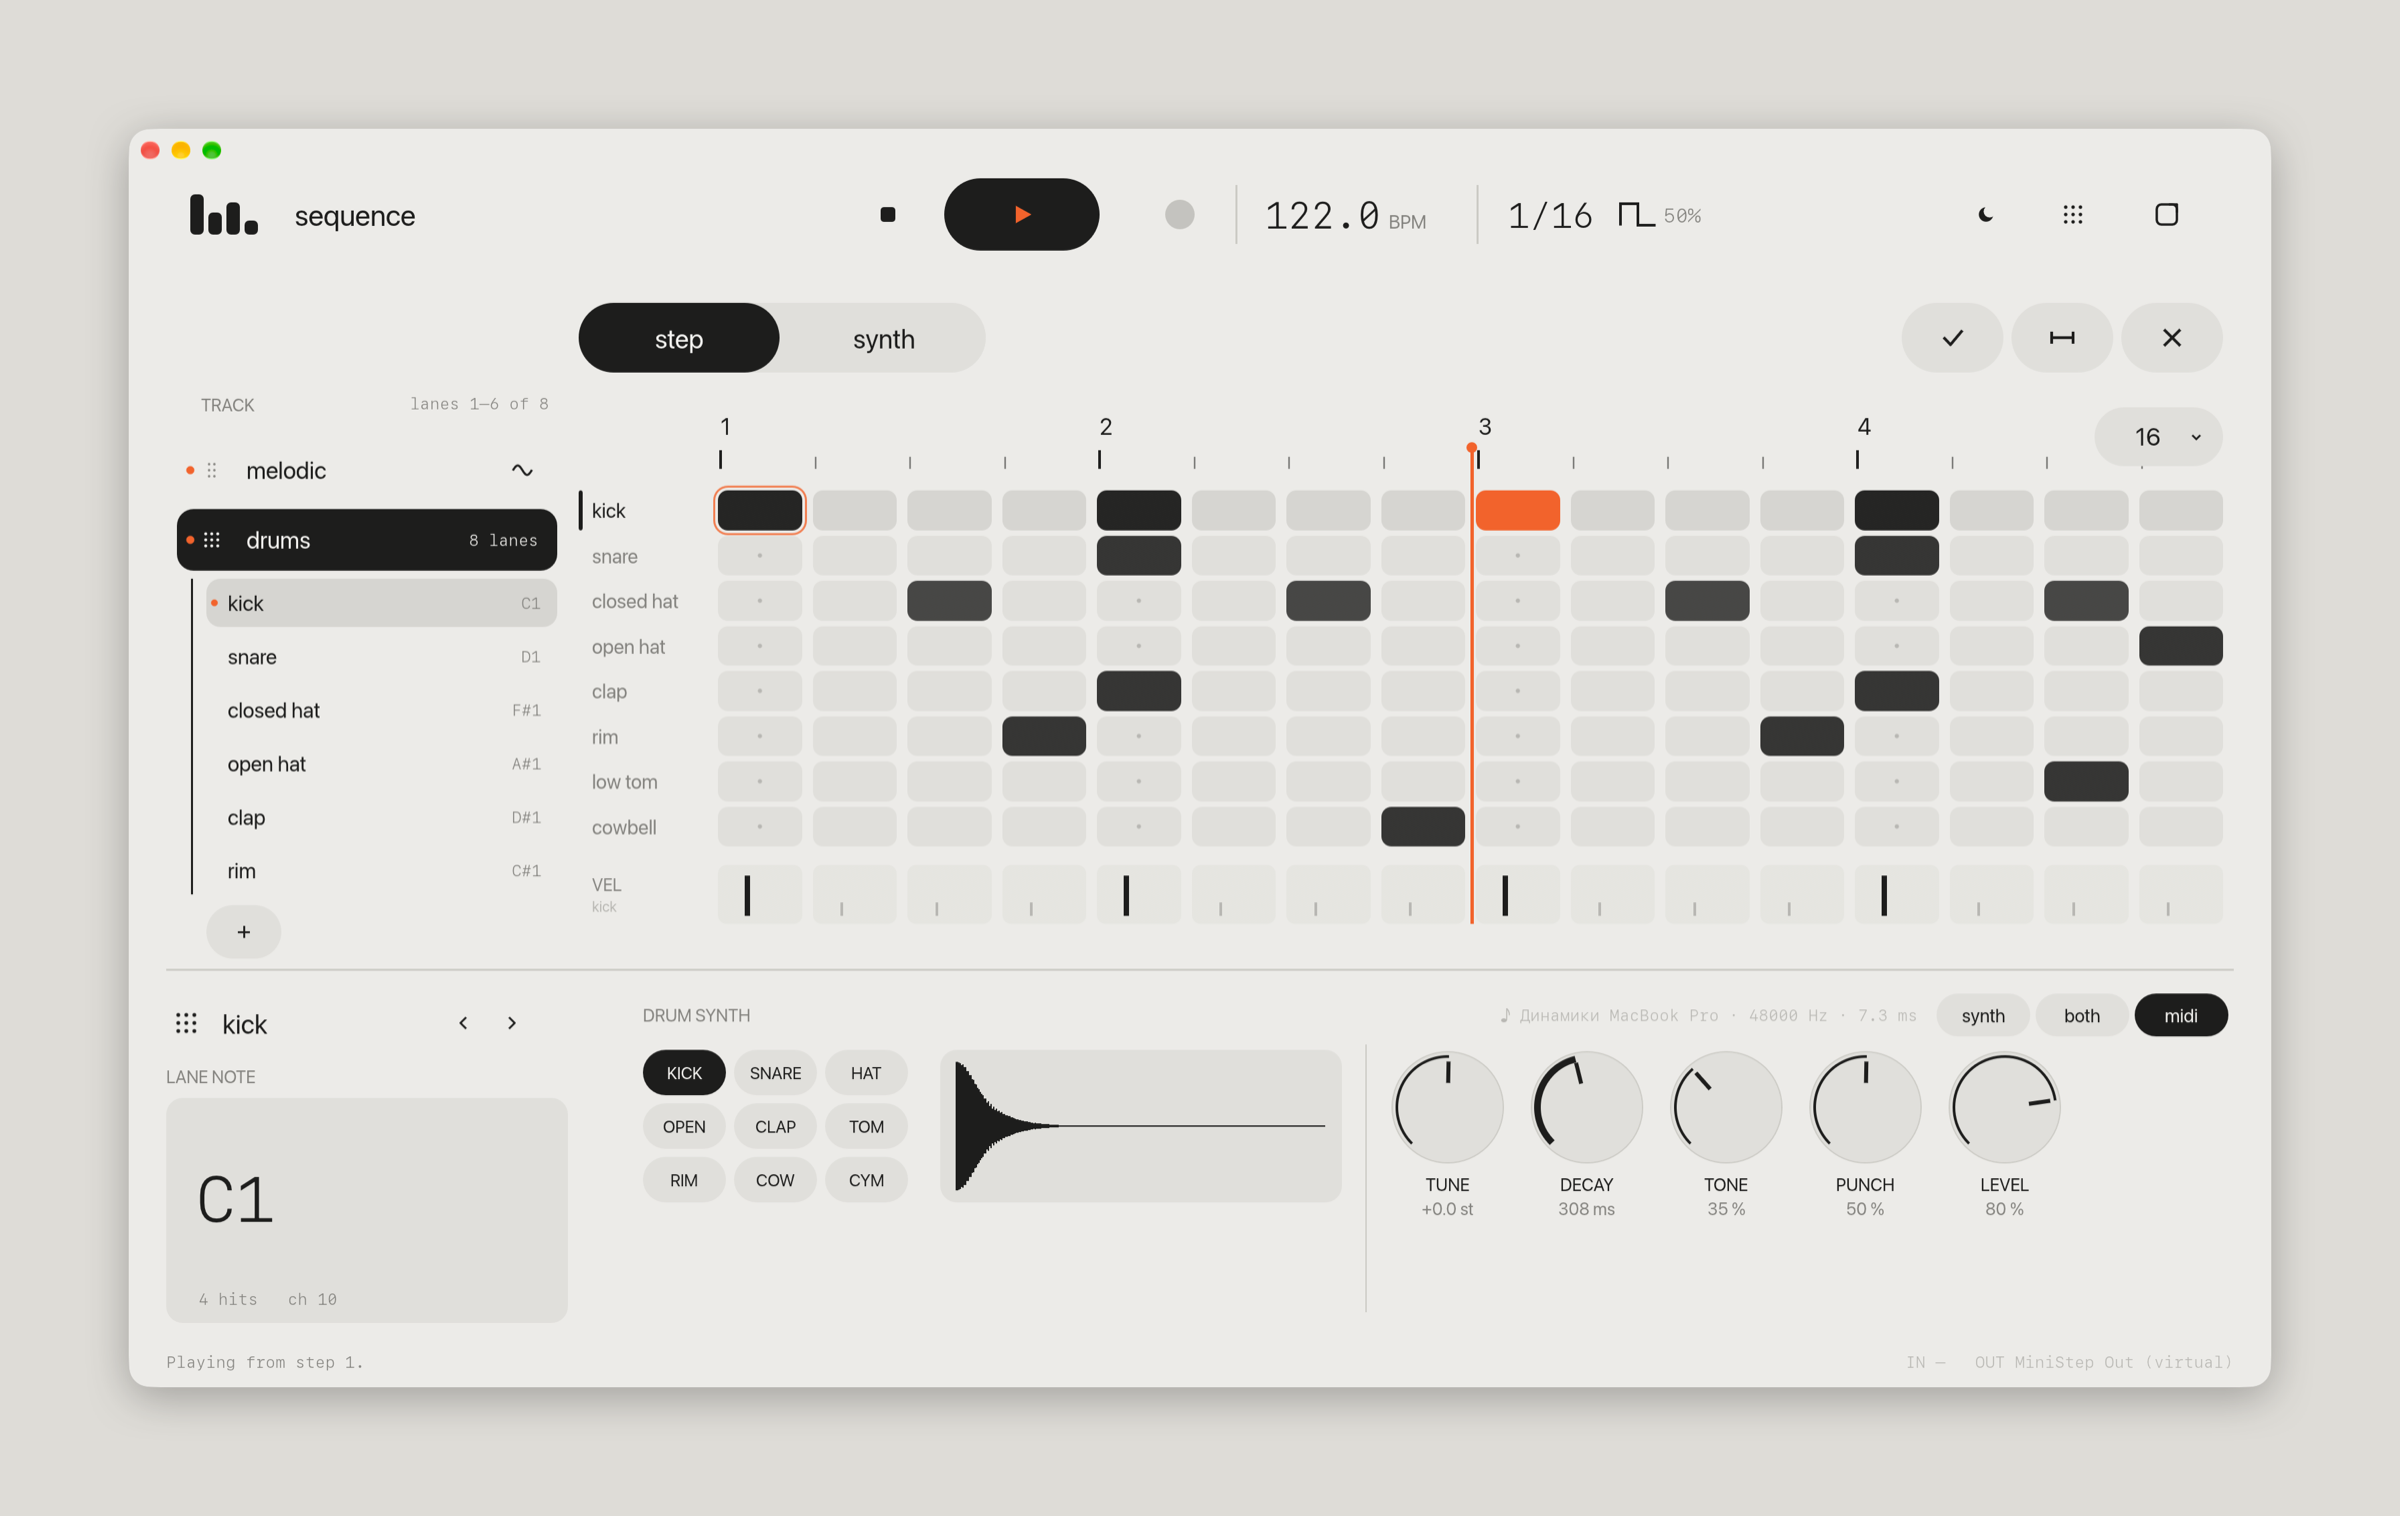 sequence
122.0 BPM
1/16
50%
step
synth
TRACK
lanes 1–6 of 8
1
2
3
4
16
melodic
drums
8 lanes
kick
C1
snare
D1
closed hat
F#1
open hat
A#1
clap
D#1
rim
C#1
+
kick
snare
closed hat
open hat
clap
rim
low tom
cowbell
VEL
kick
kick
LANE NOTE
C1
4 hits
ch 10
DRUM SYNTH
KICK
SNARE
HAT
OPEN
CLAP
TOM
RIM
COW
CYM
♪ Динамики MacBook Pro · 48000 Hz · 7.3 ms
synth
both
midi
TUNE
+0.0 st
DECAY
308 ms
TONE
35 %
PUNCH
50 %
LEVEL
80 %
Playing from step 1.
IN —
OUT MiniStep Out (virtual)